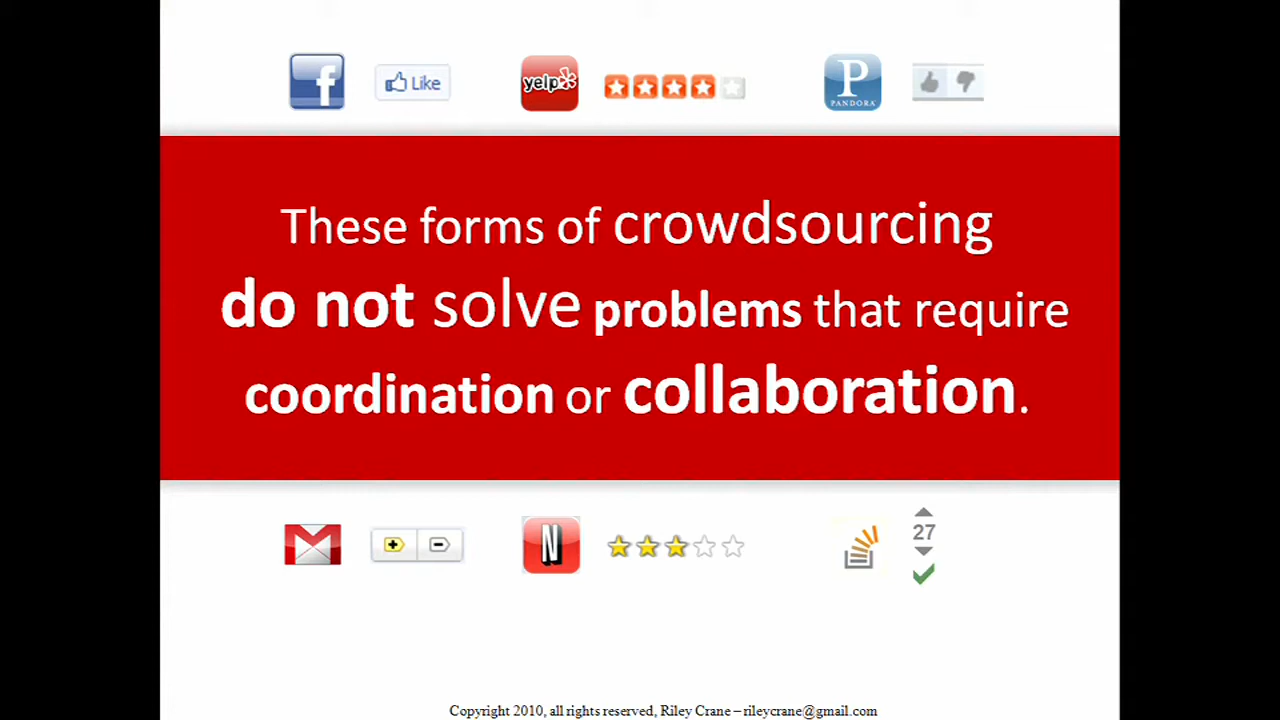 f Like yelp P PANDORA
These forms of crowdsourcing
do not solve problems that require
coordination or collaboration.
N 27
Copyright 2010, all rights reserved, Riley Crane – rileycrane@gmail.com